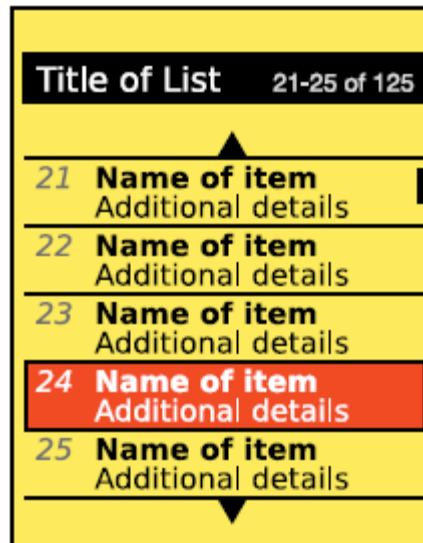 Title of List 21-25 of 125
21 Name of item
Additional details
22 Name of item
Additional details
23 Name of item
Additional details
24 Name of item
Additional details
25 Name of item
Additional details